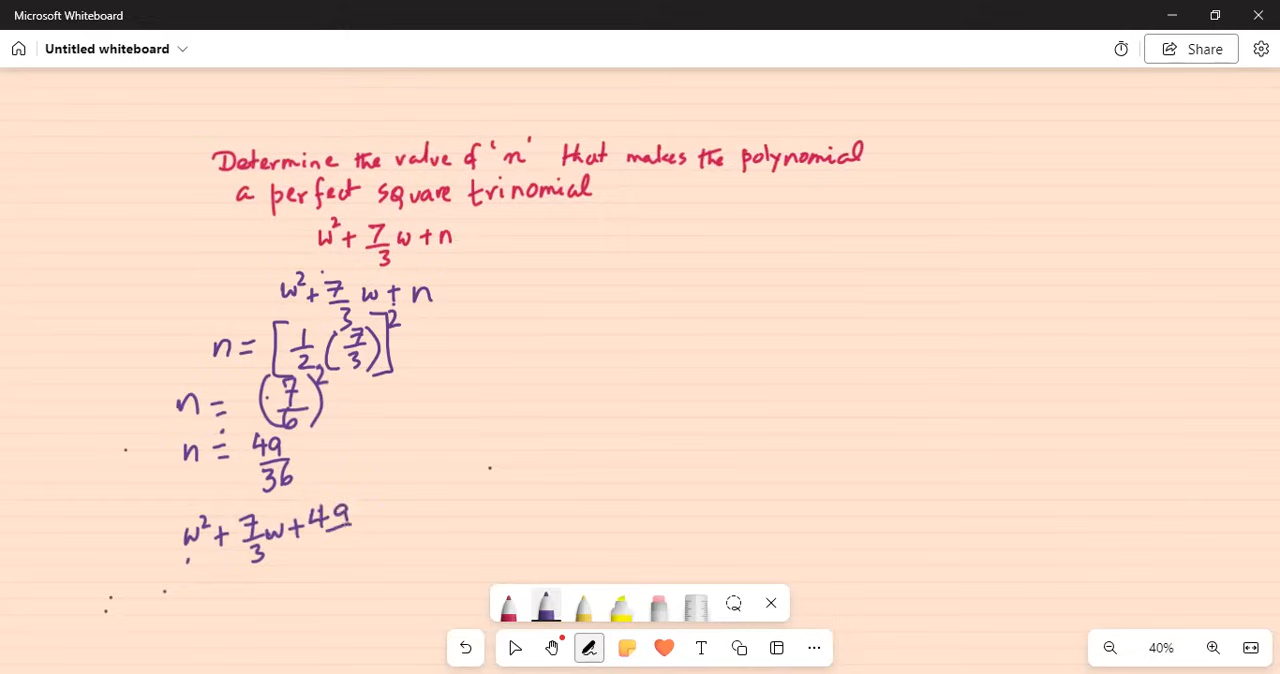 Microsoft Whiteboard
Untitled whiteboard
Share
Determine the value of 'n' that makes the polynomial
a perfect square trinomial
w² + 7/3 w + n
w² + 7/3 w + n
n = [1/2 (7/3)]²
n = (7/6)²
n = 49/36
w² + 7/3 w + 49
40%